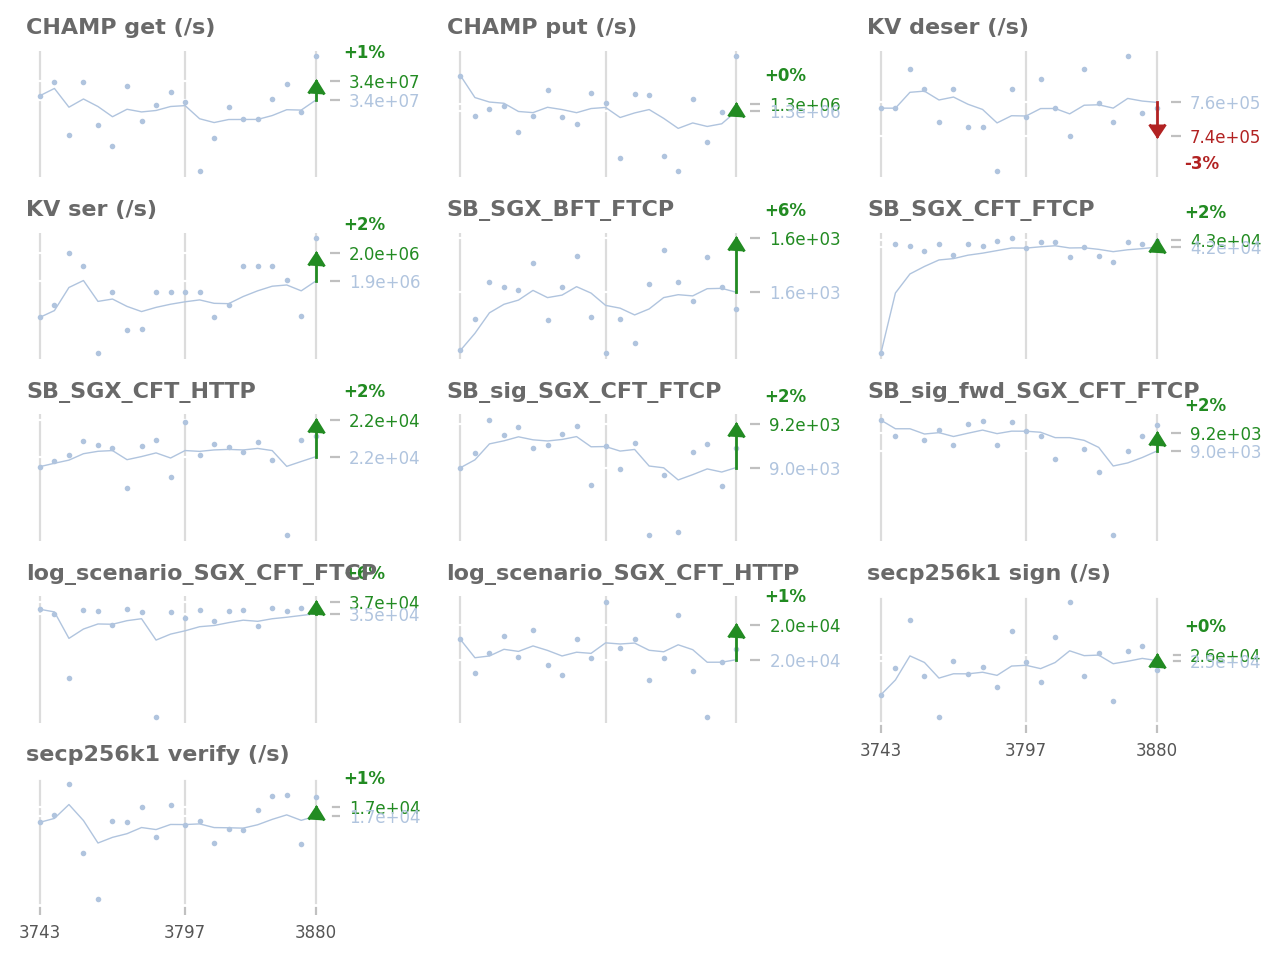 CHAMP get (/s)
+1%
3.4e+07
3.4e+07
CHAMP put (/s)
+0%
1.3e+06
1.3e+06
KV deser (/s)
7.6e+05
7.4e+05
-3%
KV ser (/s)
+2%
2.0e+06
1.9e+06
SB_SGX_BFT_FTCP
+6%
1.6e+03
1.6e+03
SB_SGX_CFT_FTCP
+2%
4.3e+04
4.2e+04
SB_SGX_CFT_HTTP
+2%
2.2e+04
2.2e+04
SB_sig_SGX_CFT_FTCP
+2%
9.2e+03
9.0e+03
SB_sig_fwd_SGX_CFT_FTCP
+2%
9.2e+03
9.0e+03
log_scenario_SGX_CFT_FTCP
+6%
3.7e+04
3.5e+04
log_scenario_SGX_CFT_HTTP
+1%
2.0e+04
2.0e+04
secp256k1 sign (/s)
+0%
2.6e+04
2.5e+04
3743
3797
3880
secp256k1 verify (/s)
+1%
1.7e+04
1.7e+04
3743
3797
3880